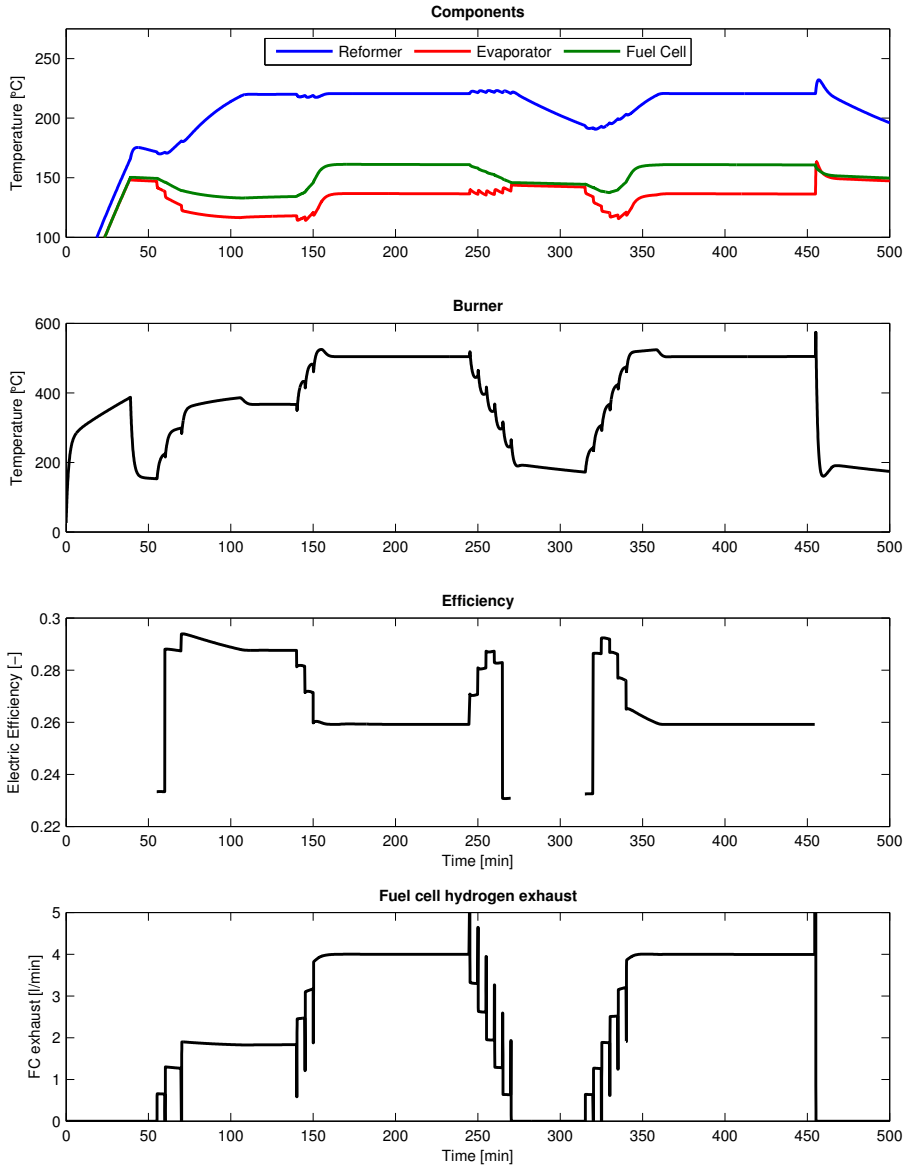 Components
Temperature [ºC]
250
200
150
100
Reformer Evaporator Fuel Cell
0 50 100 150 200 250 300 350 400 450 500
Burner
Temperature [ºC]
600
400
200
0
0 50 100 150 200 250 300 350 400 450 500
Efficiency
Electric Efficiency [−]
0.3
0.28
0.26
0.24
0.22
0 50 100 150 200 250 300 350 400 450 500
Time [min]
Fuel cell hydrogen exhaust
FC exhaust [l/min]
5
4
3
2
1
0
0 50 100 150 200 250 300 350 400 450 500
Time [min]